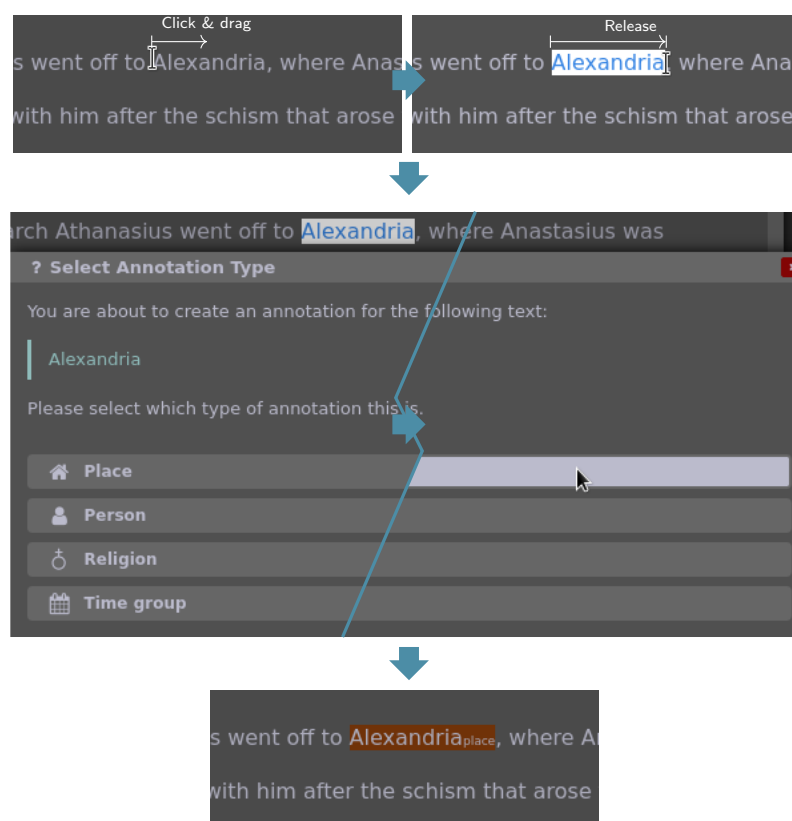 Click & drag
s went off to Alexandria, where Anas
with him after the schism that arose
Release
s went off to Alexandria, where Ana
with him after the schism that arose
arch Athanasius went off to Alexandria, where Anastasius was
? Select Annotation Type
You are about to create an annotation for the following text:
Alexandria
Please select which type of annotation this is.
Place
Person
Religion
Time group
s went off to Alexandria place, where A
with him after the schism that arose